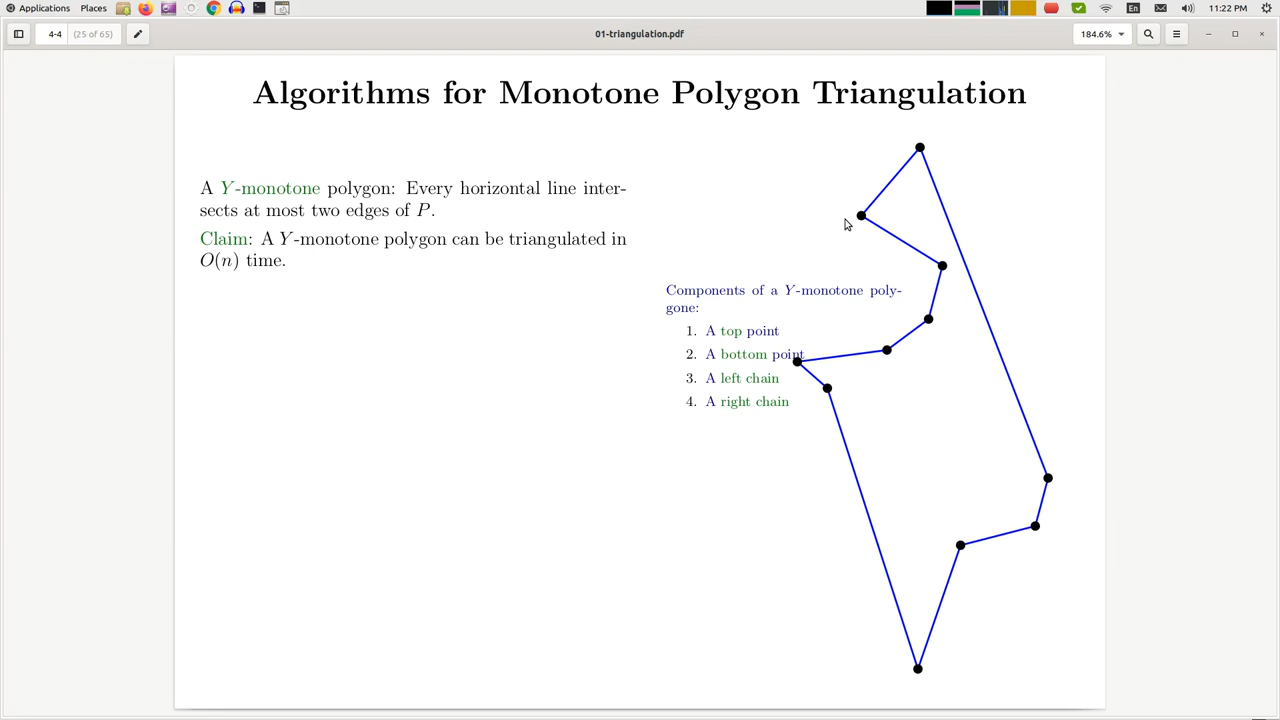 Applications Places En 11:22 PM
4-4 (25 of 65) 01-triangulation.pdf 184.6%
Algorithms for Monotone Polygon Triangulation
A Y-monotone polygon: Every horizontal line inter-
sects at most two edges of P.
Claim: A Y-monotone polygon can be triangulated in
O(n) time.
Components of a Y-monotone poly-
gone:
1. A top point
2. A bottom point
3. A left chain
4. A right chain